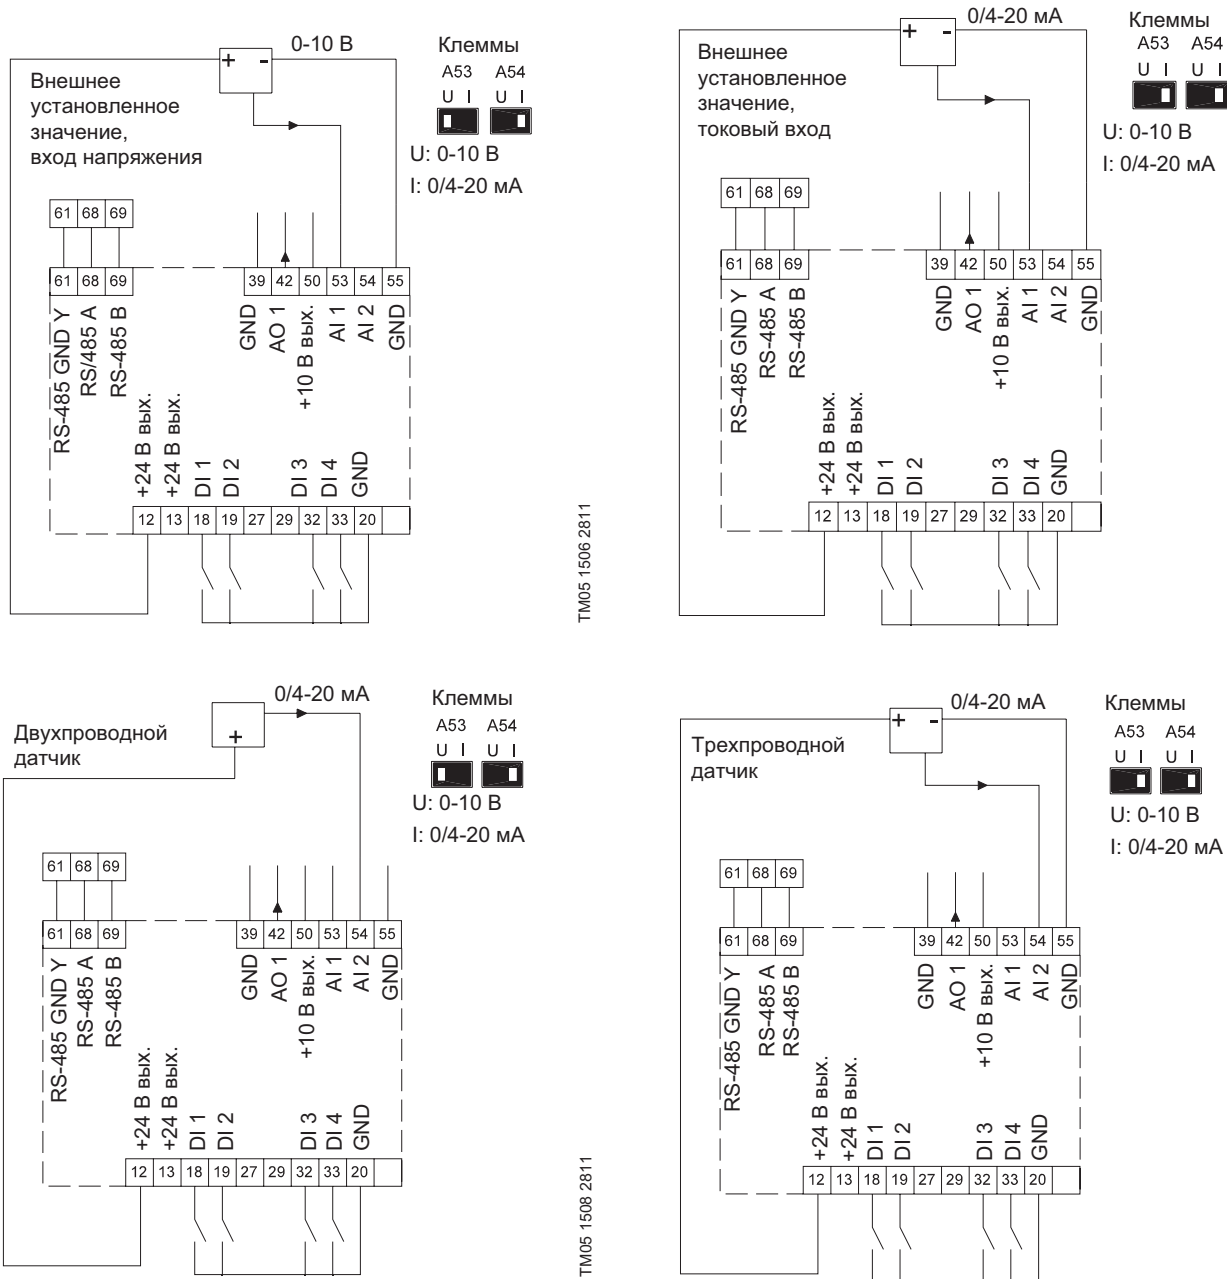 0-10 В
+ -
Внешнее
установленное
значение,
вход напряжения
Клеммы
A53 A54
U I U I
U: 0-10 В
I: 0/4-20 мА
61 68 69
61 68 69
39 42 50 53 54 55
RS-485 GND Y
RS/485 A
RS-485 B
GND
AO 1
+10 В вых.
AI 1
AI 2
GND
+24 В вых.
+24 В вых.
DI 1
DI 2
DI 3
DI 4
GND
12 13 18 19 27 29 32 33 20
TM05 1506 2811
0/4-20 мА
+ -
Внешнее
установленное
значение,
токовый вход
Клеммы
A53 A54
U I U I
U: 0-10 В
I: 0/4-20 мА
61 68 69
61 68 69
39 42 50 53 54 55
RS-485 GND Y
RS-485 A
RS-485 B
GND
AO 1
+10 В вых.
AI 1
AI 2
GND
+24 В вых.
+24 В вых.
DI 1
DI 2
DI 3
DI 4
GND
12 13 18 19 27 29 32 33 20
0/4-20 мА
+
Двухпроводной
датчик
Клеммы
A53 A54
U I U I
U: 0-10 В
I: 0/4-20 мА
61 68 69
61 68 69
39 42 50 53 54 55
RS-485 GND Y
RS-485 A
RS-485 B
GND
AO 1
+10 В вых.
AI 1
AI 2
GND
+24 В вых.
+24 В вых.
DI 1
DI 2
DI 3
DI 4
GND
12 13 18 19 27 29 32 33 20
TM05 1508 2811
0/4-20 мА
+ -
Трехпроводной
датчик
Клеммы
A53 A54
U I U I
U: 0-10 В
I: 0/4-20 мА
61 68 69
61 68 69
39 42 50 53 54 55
RS-485 GND Y
RS-485 A
RS-485 B
GND
AO 1
+10 В вых.
AI 1
AI 2
GND
+24 В вых.
+24 В вых.
DI 1
DI 2
DI 3
DI 4
GND
12 13 18 19 27 29 32 33 20